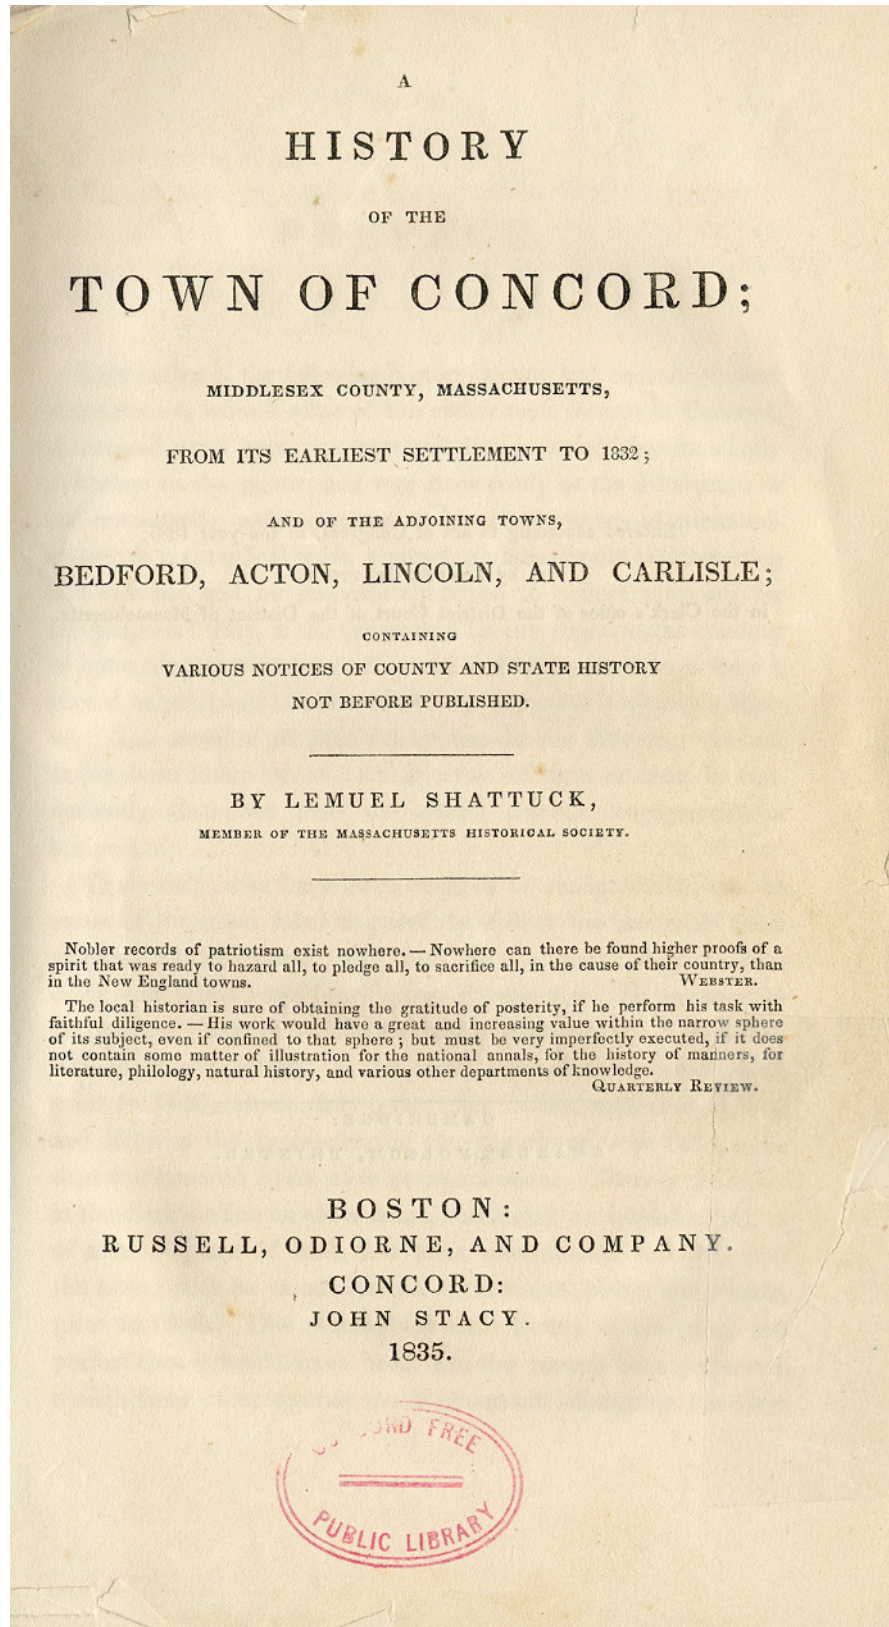 A
HISTORY
OF THE
TOWN OF CONCORD;
MIDDLESEX COUNTY, MASSACHUSETTS,
FROM ITS EARLIEST SETTLEMENT TO 1832;
AND OF THE ADJOINING TOWNS,
BEDFORD, ACTON, LINCOLN, AND CARLISLE;
CONTAINING
VARIOUS NOTICES OF COUNTY AND STATE HISTORY
NOT BEFORE PUBLISHED.
BY LEMUEL SHATTUCK,
MEMBER OF THE MASSACHUSETTS HISTORICAL SOCIETY.
Nobler records of patriotism exist nowhere. — Nowhere can there be found higher proofs of a
spirit that was ready to hazard all, to pledge all, to sacrifice all, in the cause of their country, than
in the New England towns. WEBSTER.
The local historian is sure of obtaining the gratitude of posterity, if he perform his task with
faithful diligence. — His work would have a great and increasing value within the narrow sphere
of its subject, even if confined to that sphere; but must be very imperfectly executed, if it does
not contain some matter of illustration for the national annals, for the history of manners, for
literature, philology, natural history, and various other departments of knowledge.
QUARTERLY REVIEW.
BOSTON:
RUSSELL, ODIORNE, AND COMPANY.
CONCORD:
JOHN STACY.
1835.
FREE
PUBLIC LIBRARY